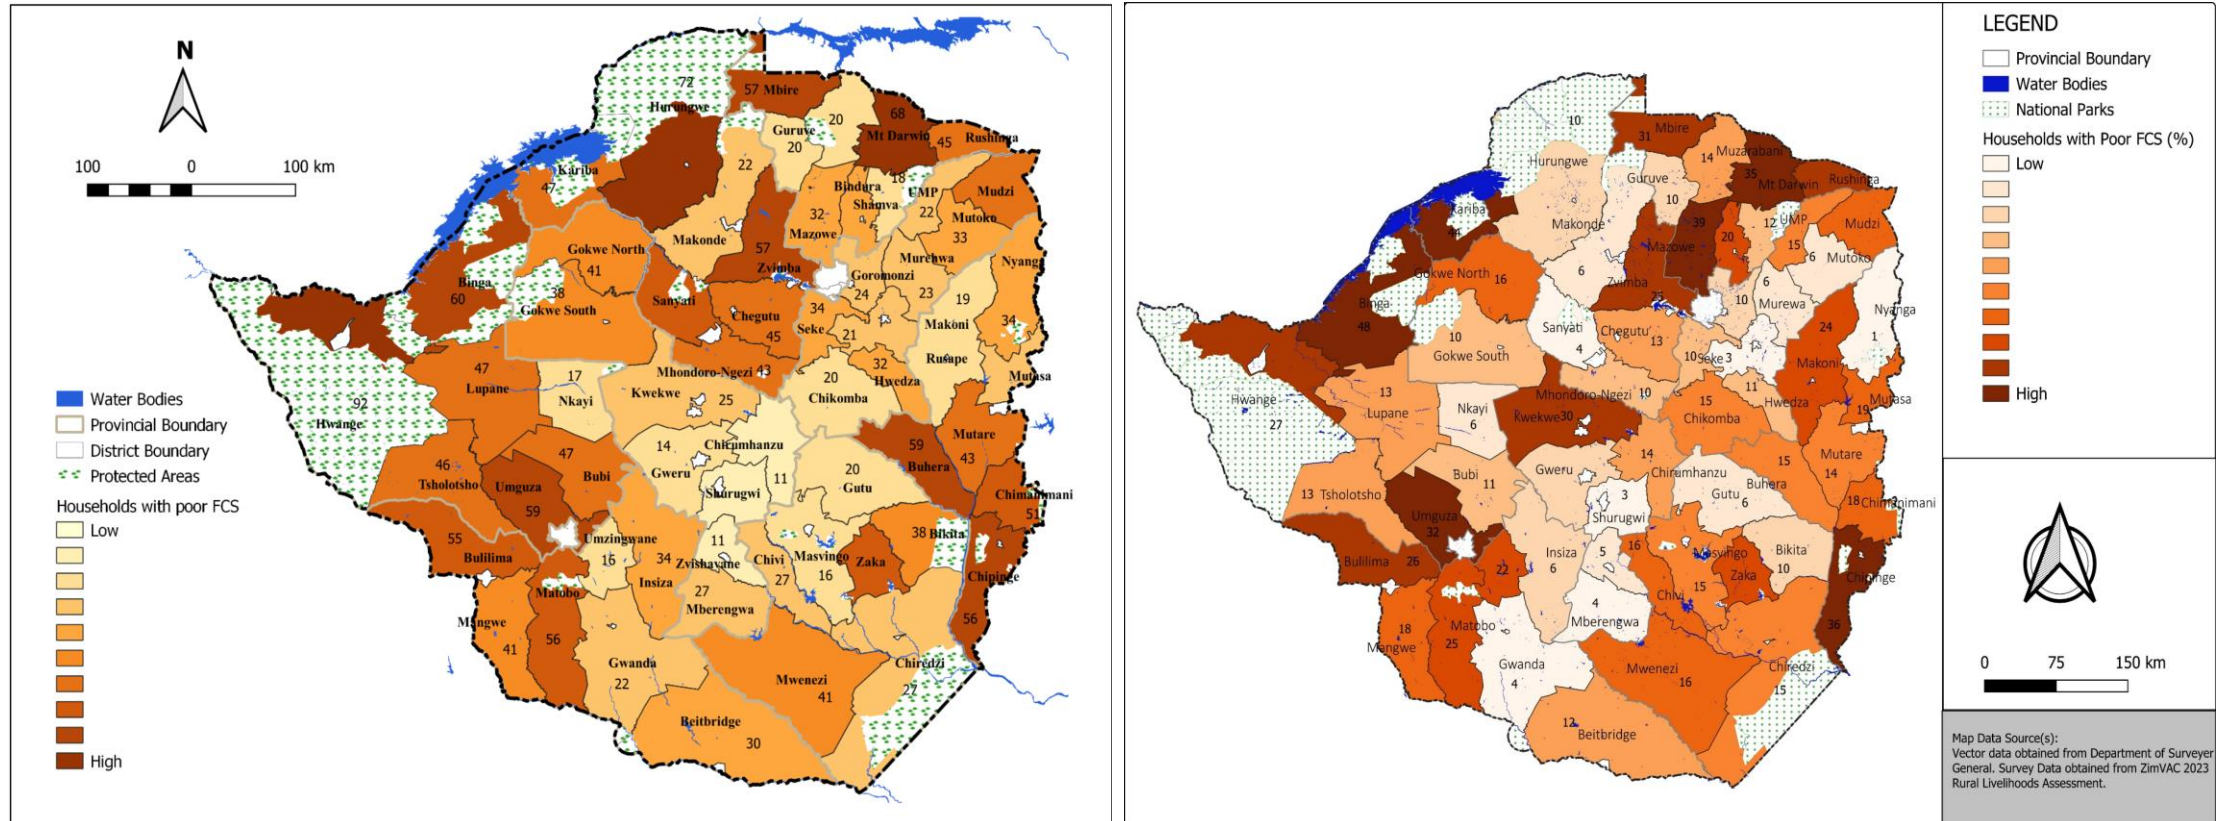 N
100 0 100 km
72
Hurungwe
57 Mbire
20
68
Mt Darwin
45
Rushinga
Guruve
20
22
Kariba
47
18
UMP
Mudzi
Bindura
Shamva
22
Mutoko
32
33
Mazowe
Makonde
57
Zvimba
Murehwa
Nyanga
Gokwe North
41
Goromonzi
24
23
19
Binga
60
38
Gokwe South
Sanyati
Chegutu
45
34
Seke
21
Makoni
34
Rusape
47
Lupane
17
Nkayi
Mhondoro-Ngezi
43
32
Hwedza
20
Chikomba
Mutasa
Kwekwe
25
92
Hwange
Chirumhanzu
14
Gweru
59
Buhera
Mutare
43
46
Tsholotsho
47
Bubi
Umguza
59
Shurugwi
11
20
Gutu
Chimanimani
51
55
Bulilima
Umzingwane
16
34
Insiza
11
Zvishavane
Chivi
27
Masvingo
16
Zaka
38
Bikita
Chipinge
56
Matobo
56
27
Mberengwa
Mangwe
41
Gwanda
22
Mwenezi
41
Chiredzi
27
Beitbridge
30
Water Bodies
Provincial Boundary
District Boundary
Protected Areas
Households with poor FCS
Low
High
10
Hurungwe
31
Mbire
14
Muzarabani
35
Mt Darwin
Rushinga
Guruve
10
Kariba
44
Makonde
39
Mazowe
20
12
UMP
15
Mudzi
6
Mutoko
Gokwe North
16
6
Zvimba
25
6
Murewa
10
Nyanga
1
Binga
48
Sanyati
4
Chegutu
13
10
Seke
3
1
24
Makoni
10
Gokwe South
11
Hwedza
19
Mutasa
Hwange
27
13
Lupane
Nkayi
6
Mhondoro-Ngezi
10
Kwekwe
30
15
Chikomba
Mutare
14
13
Tsholotsho
Bubi
11
Gweru
14
Chirumhanzu
15
Buhera
Gutu
6
3
Shurugwi
18
2
Chimanimani
Umguza
32
Bulilima
26
22
Insiza
6
5
16
Masvingo
15
Zaka
Bikita
10
Chipinge
36
4
Mberengwa
Chivi
18
Mangwe
Matobo
25
Gwanda
4
Mwenezi
16
Chiredzi
15
12
Beitbridge
LEGEND
Provincial Boundary
Water Bodies
National Parks
Households with Poor FCS (%)
Low
High
0 75 150 km
Map Data Source(s):
Vector data obtained from Department of Surveyer
General. Survey Data obtained from ZimVAC 2023
Rural Livelihoods Assessment.